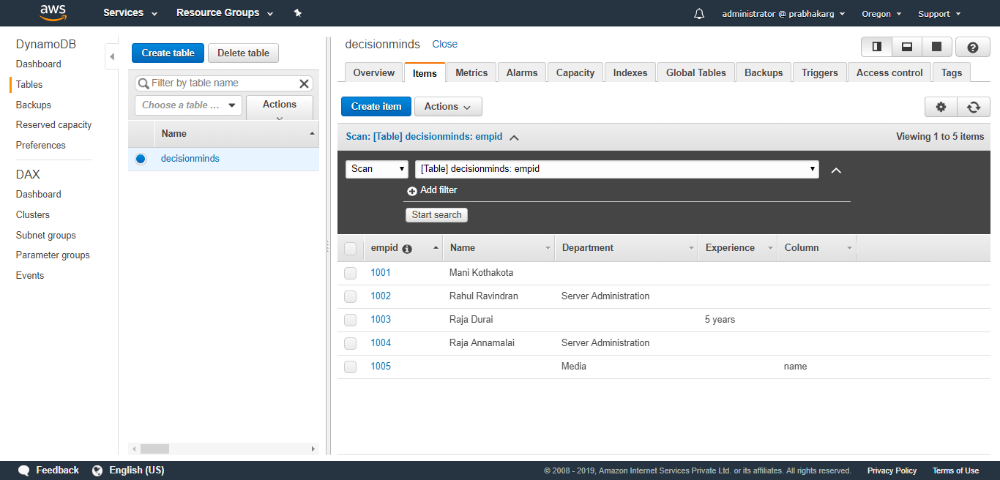 aws Services Resource Groups administrator @ prabhakarg Oregon Support
DynamoDB
Dashboard
Tables
Backups
Reserved capacity
Preferences
DAX
Dashboard
Clusters
Subnet groups
Parameter groups
Events
Create table Delete table
Filter by table name
Choose a table ... Actions
Name
decisionminds
decisionminds Close
Overview Items Metrics Alarms Capacity Indexes Global Tables Backups Triggers Access control Tags
Create item Actions
Scan: [Table] decisionminds: empid Viewing 1 to 5 items
Scan [Table] decisionminds: empid
Add filter
Start search
empid Name Department Experience Column
1001 Mani Kothakota
1002 Rahul Ravindran Server Administration
1003 Raja Durai 5 years
1004 Raja Annamalai Server Administration
1005 Media name
Feedback English (US) © 2008 - 2019, Amazon Internet Services Private Ltd. or its affiliates. All rights reserved. Privacy Policy Terms of Use